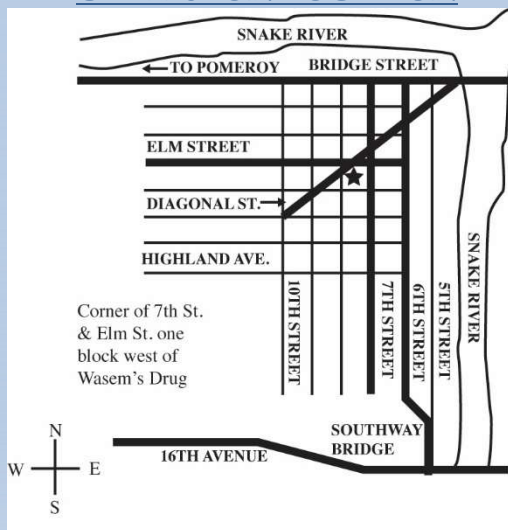 SNAKE RIVER
TO POMEROY
BRIDGE STREET
ELM STREET
DIAGONAL ST.
HIGHLAND AVE.
10TH STREET
7TH STREET
6TH STREET
5TH STREET
SNAKE RIVER
Corner of 7th St.
& Elm St. one
block west of
Wasem's Drug
SOUTHWAY
BRIDGE
16TH AVENUE
N
W
E
S